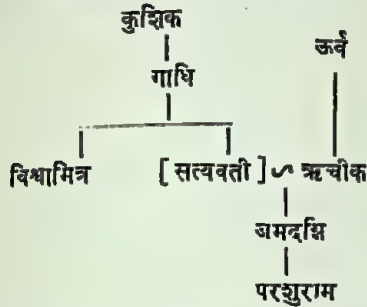 कुशिक
ऊर्व
गाधि
विश्वामित्र [सत्यवती] ऋचीक
जमदग्नि
परशुराम